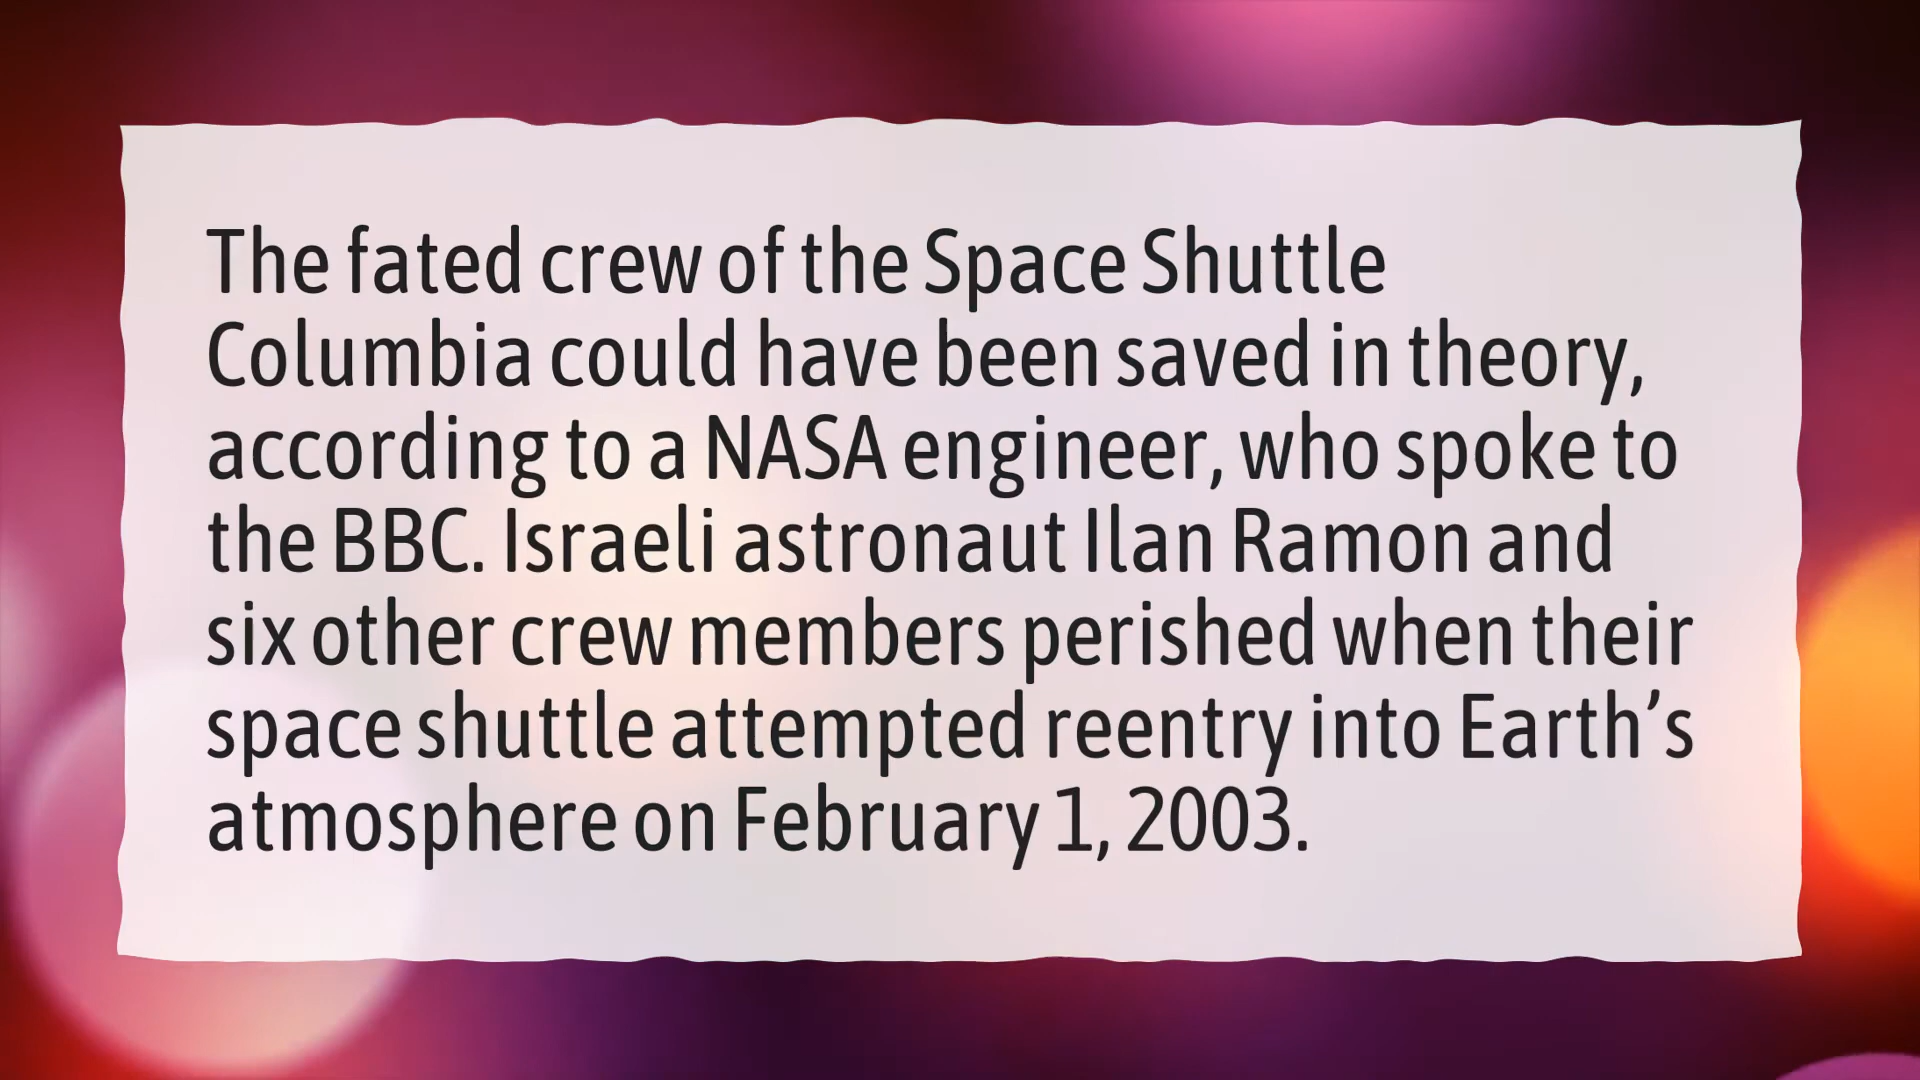 The fated crew of the Space Shuttle
Columbia could have been saved in theory,
according to a NASA engineer, who spoke to
the BBC. Israeli astronaut Ilan Ramon and
six other crew members perished when their
space shuttle attempted reentry into Earth’s
atmosphere on February 1, 2003.